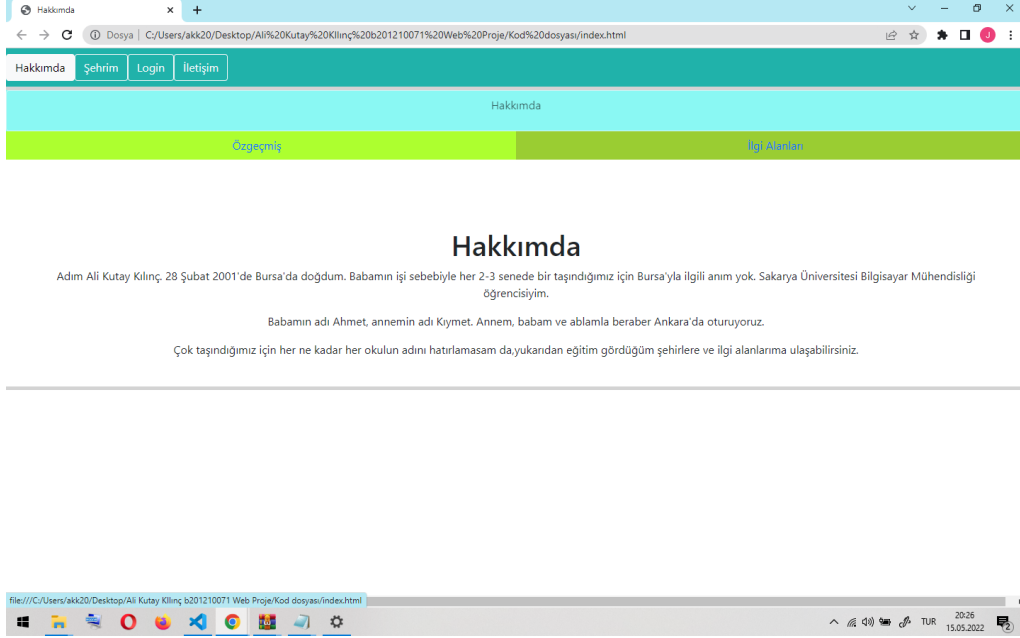 Hakkımda
Dosya C:/Users/akk20/Desktop/Ali%20Kutay%20KIlınç%20b201210071%20Web%20Proje/Kod%20dosyası/index.html
J
Hakkımda Şehrim Login İletişim
Hakkımda
Özgeçmiş İlgi Alanları
Hakkımda
Adım Ali Kutay Kılınç. 28 Şubat 2001'de Bursa'da doğdum. Babamın işi sebebiyle her 2-3 senede bir taşındığımız için Bursa'yla ilgili anım yok. Sakarya Üniversitesi Bilgisayar Mühendisliği
öğrencisiyim.
Babamın adı Ahmet, annemin adı Kıymet. Annem, babam ve ablamla beraber Ankara'da oturuyoruz.
Çok taşındığımız için her ne kadar her okulun adını hatırlamasam da,yukarıdan eğitim gördüğüm şehirlere ve ilgi alanlarıma ulaşabilirsiniz.
file:///C:/Users/akk20/Desktop/Ali Kutay KIlınç b201210071 Web Proje/Kod dosyası/index.html
TUR
20:26
15.05.2022
2